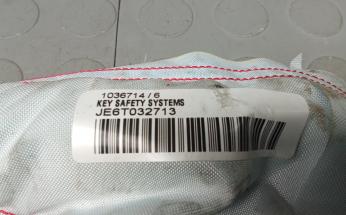 1036714 / 6
KEY SAFETY SYSTEMS
JE6T032713